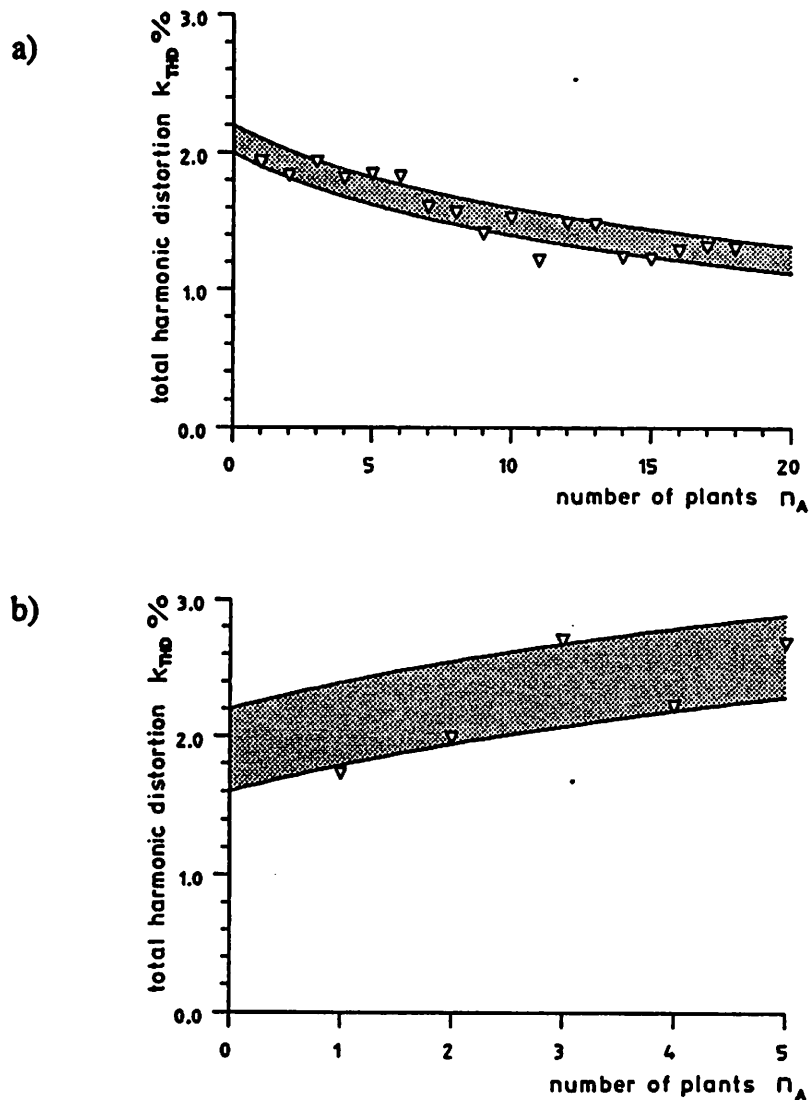 a)
total harmonic distortion k_THD %
3.0
2.0
1.0
0.0
0 5 10 15 20
number of plants n_A
b)
total harmonic distortion k_THD %
3.0
2.0
1.0
0.0
0 1 2 3 4 5
number of plants n_A